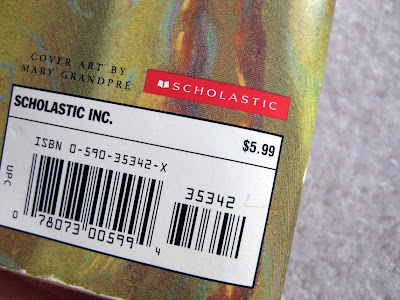 COVER ART BY
MARY GRANDPRÉ
SCHOLASTIC
SCHOLASTIC INC.
$5.99
ISBN 0-590-35342-X
35342
UPC
0 78073 00599 4